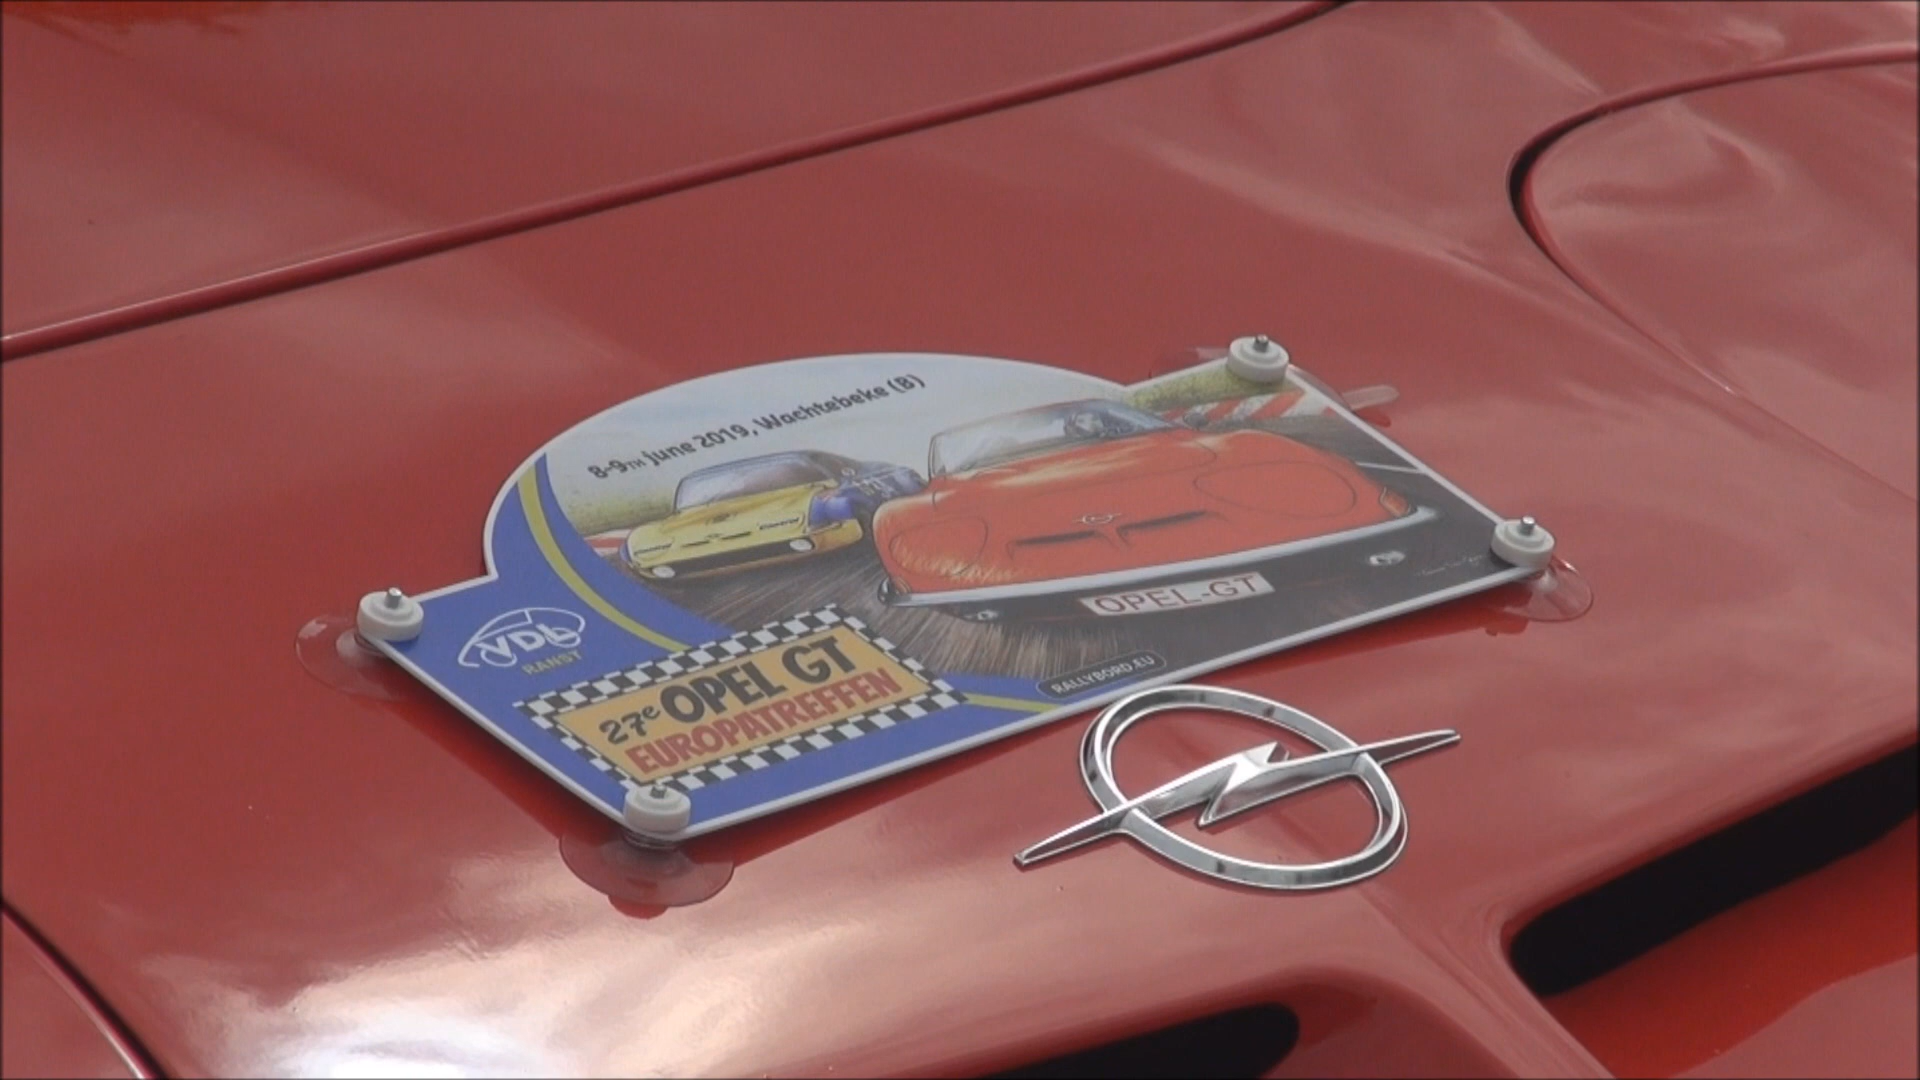 8-9TH june 2019, Wachtebeke (B)
OPEL-GT
VDL
RANST
RALLYBORD.EU
27e OPEL GT
EUROPATREFFEN